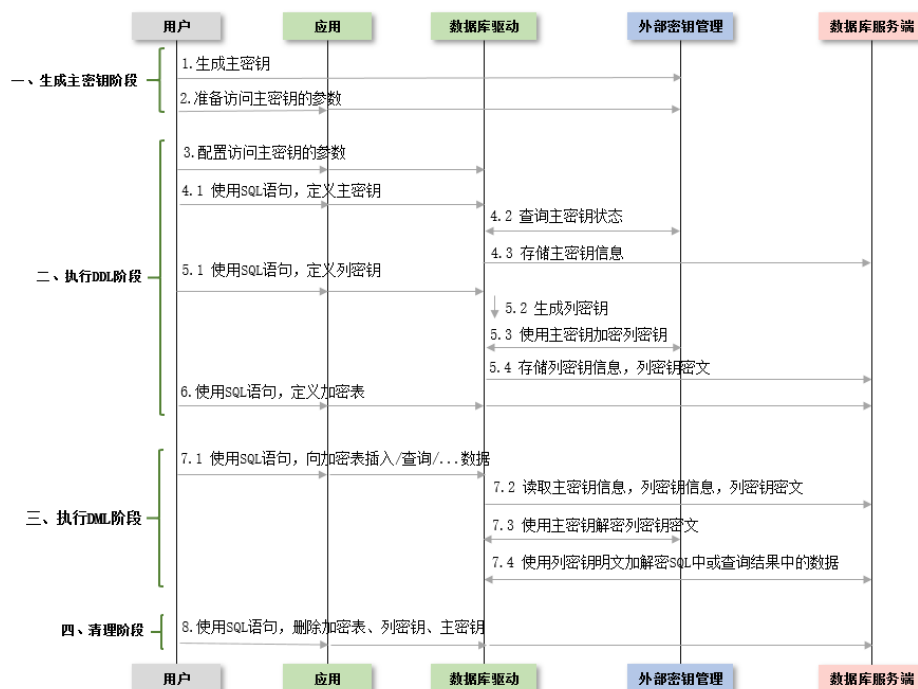 用户
应用
数据库驱动
外部密钥管理
数据库服务端
一、生成主密钥阶段
1.生成主密钥
2.准备访问主密钥的参数
二、执行DDL阶段
3.配置访问主密钥的参数
4.1 使用SQL语句，定义主密钥
4.2 查询主密钥状态
4.3 存储主密钥信息
5.1 使用SQL语句，定义列密钥
5.2 生成列密钥
5.3 使用主密钥加密列密钥
5.4 存储列密钥信息，列密钥密文
6.使用SQL语句，定义加密表
三、执行DML阶段
7.1 使用SQL语句，向加密表插入/查询/...数据
7.2 读取主密钥信息，列密钥信息，列密钥密文
7.3 使用主密钥解密列密钥密文
7.4 使用列密钥明文加解密SQL中或查询结果中的数据
四、清理阶段
8.使用SQL语句，删除加密表、列密钥、主密钥
用户
应用
数据库驱动
外部密钥管理
数据库服务端